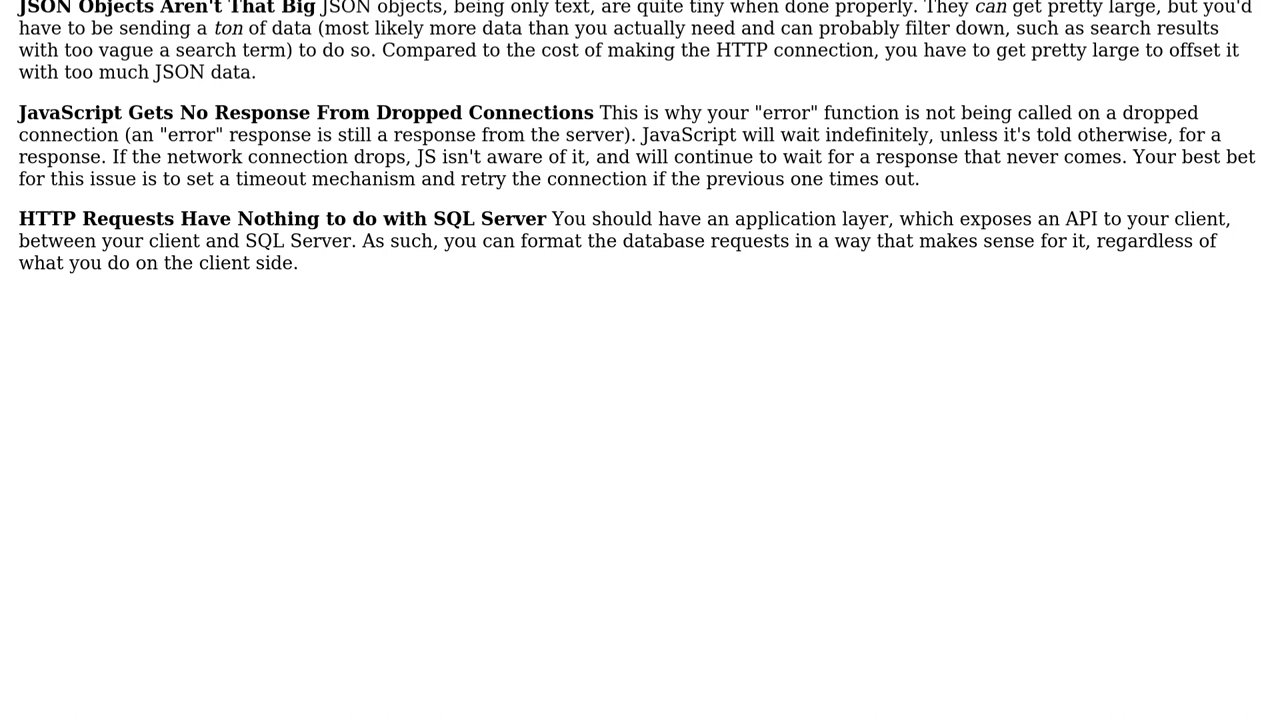 JSON Objects Aren't That Big JSON objects, being only text, are quite tiny when done properly. They can get pretty large, but you'd
have to be sending a ton of data (most likely more data than you actually need and can probably filter down, such as search results
with too vague a search term) to do so. Compared to the cost of making the HTTP connection, you have to get pretty large to offset it
with too much JSON data.
JavaScript Gets No Response From Dropped Connections This is why your "error" function is not being called on a dropped
connection (an "error" response is still a response from the server). JavaScript will wait indefinitely, unless it's told otherwise, for a
response. If the network connection drops, JS isn't aware of it, and will continue to wait for a response that never comes. Your best bet
for this issue is to set a timeout mechanism and retry the connection if the previous one times out.
HTTP Requests Have Nothing to do with SQL Server You should have an application layer, which exposes an API to your client,
between your client and SQL Server. As such, you can format the database requests in a way that makes sense for it, regardless of
what you do on the client side.